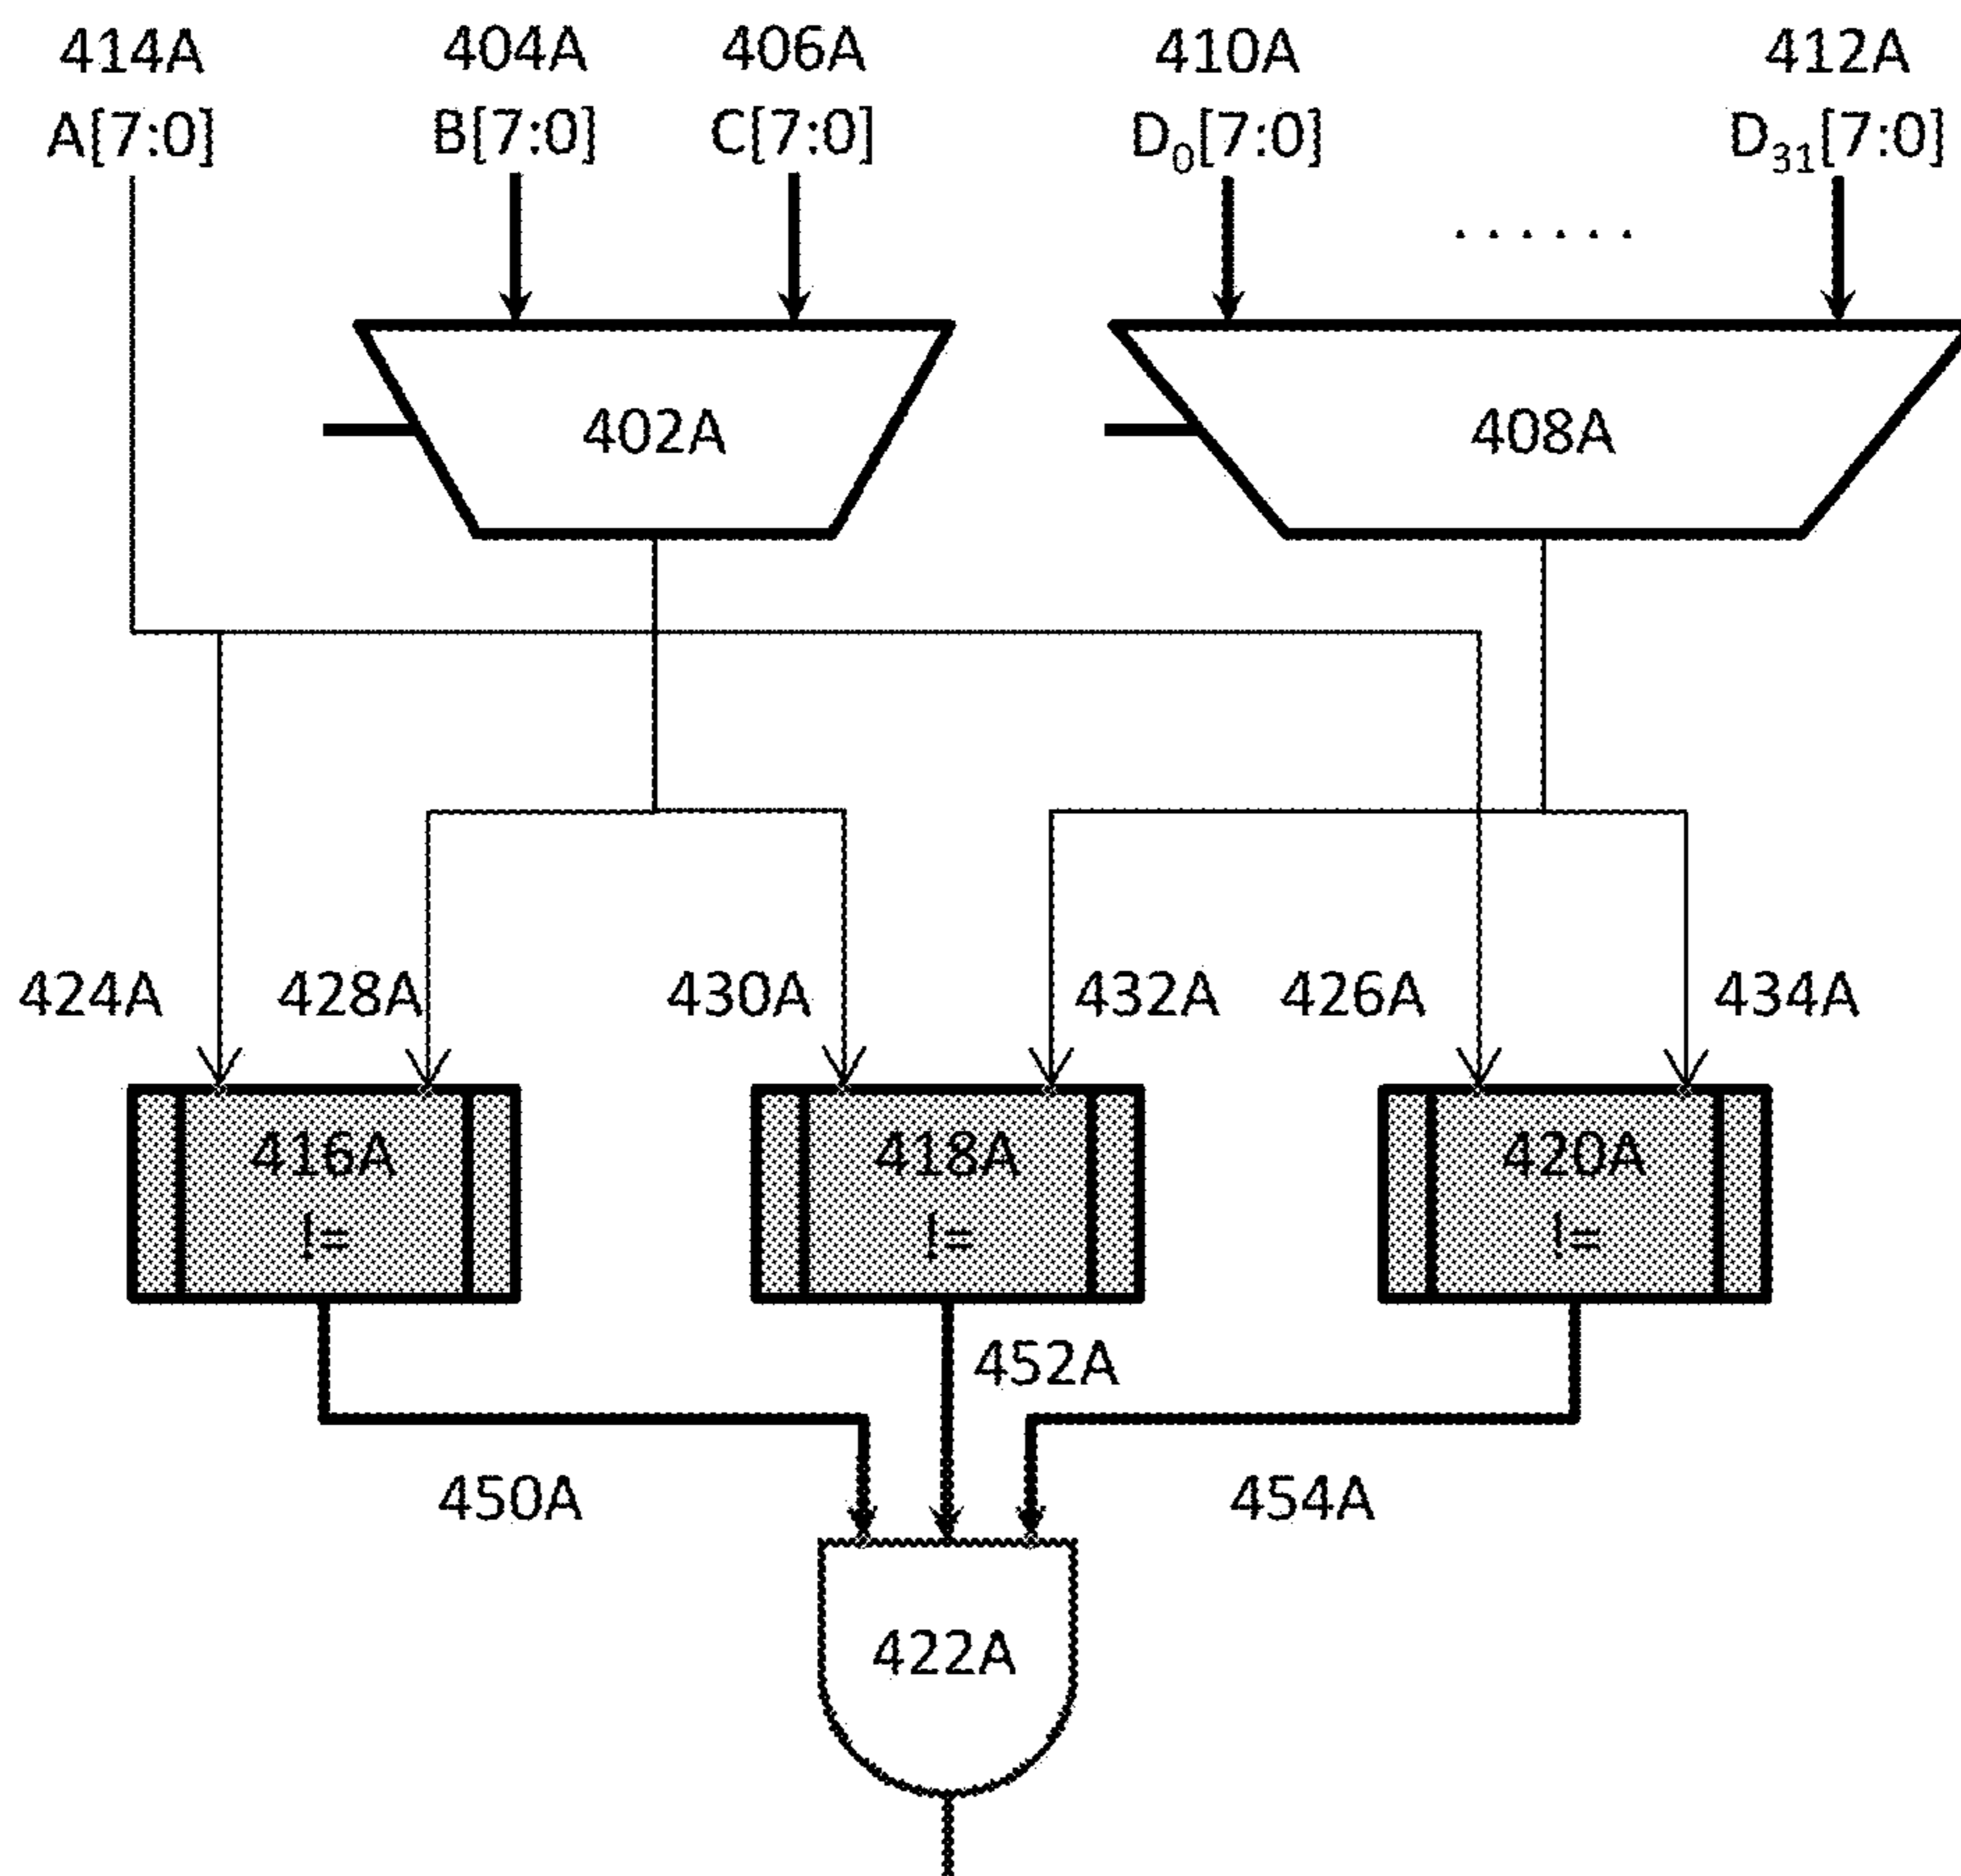 414A 404A 406A 410A 412A
A[7:0] B[7:0] C[7:0] D₀[7:0] D₃₁[7:0]
. . . . . .
402A 408A
424A 428A 430A 432A 426A 434A
416A 418A 420A
!= != !=
452A
450A 454A
422A